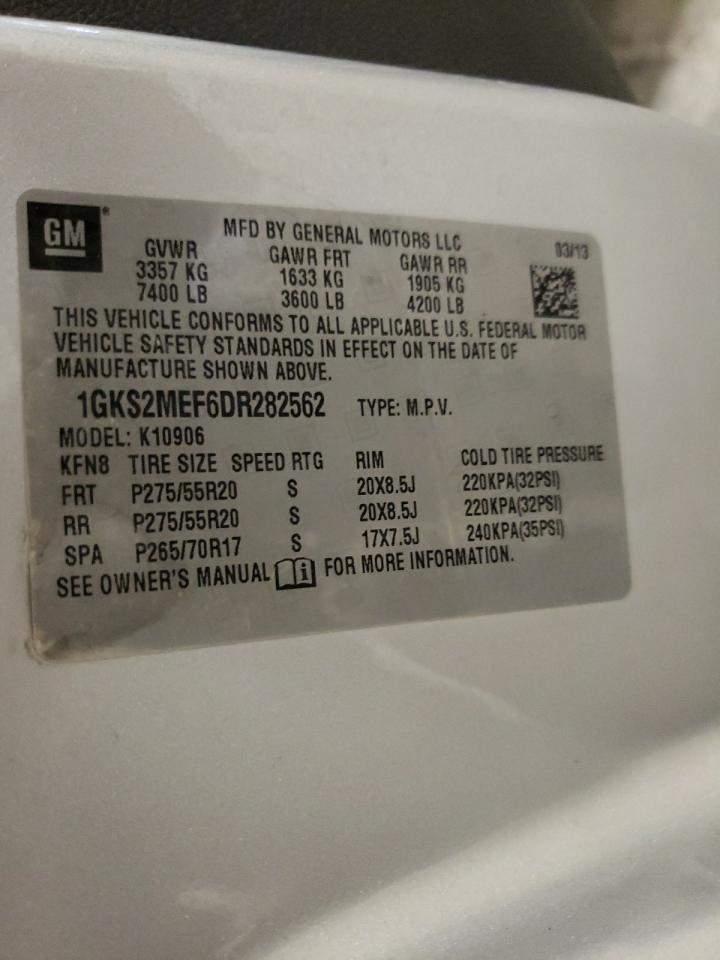 GM®
MFD BY GENERAL MOTORS LLC 03/13
GVWR GAWR FRT GAWR RR
3357 KG 1633 KG 1905 KG
7400 LB 3600 LB 4200 LB
THIS VEHICLE CONFORMS TO ALL APPLICABLE U.S. FEDERAL MOTOR
VEHICLE SAFETY STANDARDS IN EFFECT ON THE DATE OF
MANUFACTURE SHOWN ABOVE.
1GKS2MEF6DR282562 TYPE: M.P.V.
MODEL: K10906
KFN8 TIRE SIZE SPEED RTG RIM COLD TIRE PRESSURE
FRT P275/55R20 S 20X8.5J 220KPA(32PSI)
RR P275/55R20 S 20X8.5J 220KPA(32PSI)
SPA P265/70R17 S 17X7.5J 240KPA(35PSI)
SEE OWNER'S MANUAL i FOR MORE INFORMATION.